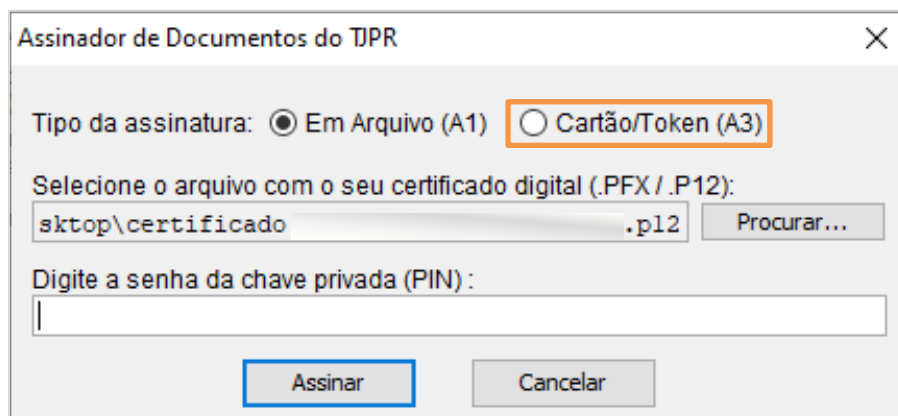 Assinador de Documentos do TJPR
Tipo da assinatura: Em Arquivo (A1) Cartão/Token (A3)
Selecione o arquivo com o seu certificado digital (.PFX / .P12):
sktop\certificado .p12 Procurar...
Digite a senha da chave privada (PIN) :
Assinar Cancelar